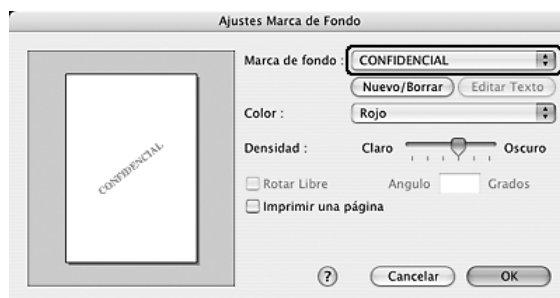 Ajustes Marca de Fondo
Marca de fondo : CONFIDENCIAL
Nuevo/Borrar Editar Texto
Color : Rojo
Densidad : Claro Oscuro
Rotar Libre Angulo Grados
Imprimir una página
CONFIDENCIAL
? Cancelar OK